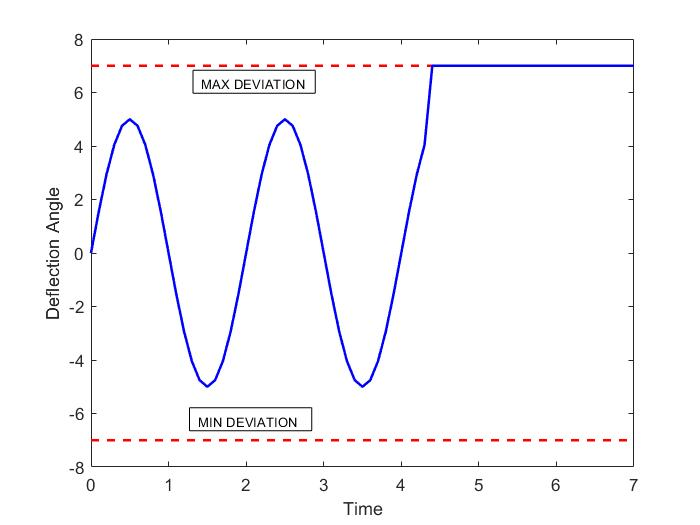 8
MAX DEVIATION
6
4
2
0
-2
-4
-6
MIN DEVIATION
-8
Deflection Angle
0 1 2 3 4 5 6 7
Time